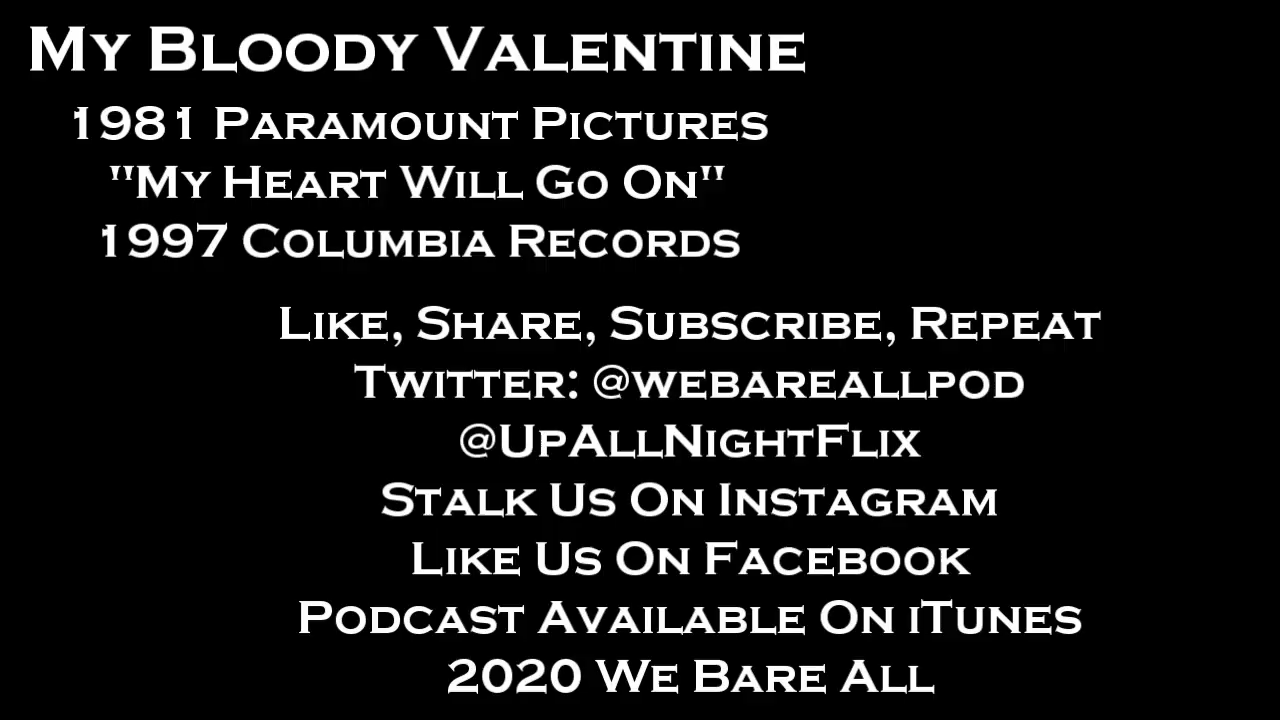 My Bloody Valentine
1981 Paramount Pictures
"My Heart Will Go On"
1997 Columbia Records
Like, Share, Subscribe, Repeat
Twitter: @webareallpod
@UpAllNightFlix
Stalk Us On Instagram
Like Us On Facebook
Podcast Available On iTunes
2020 We Bare All